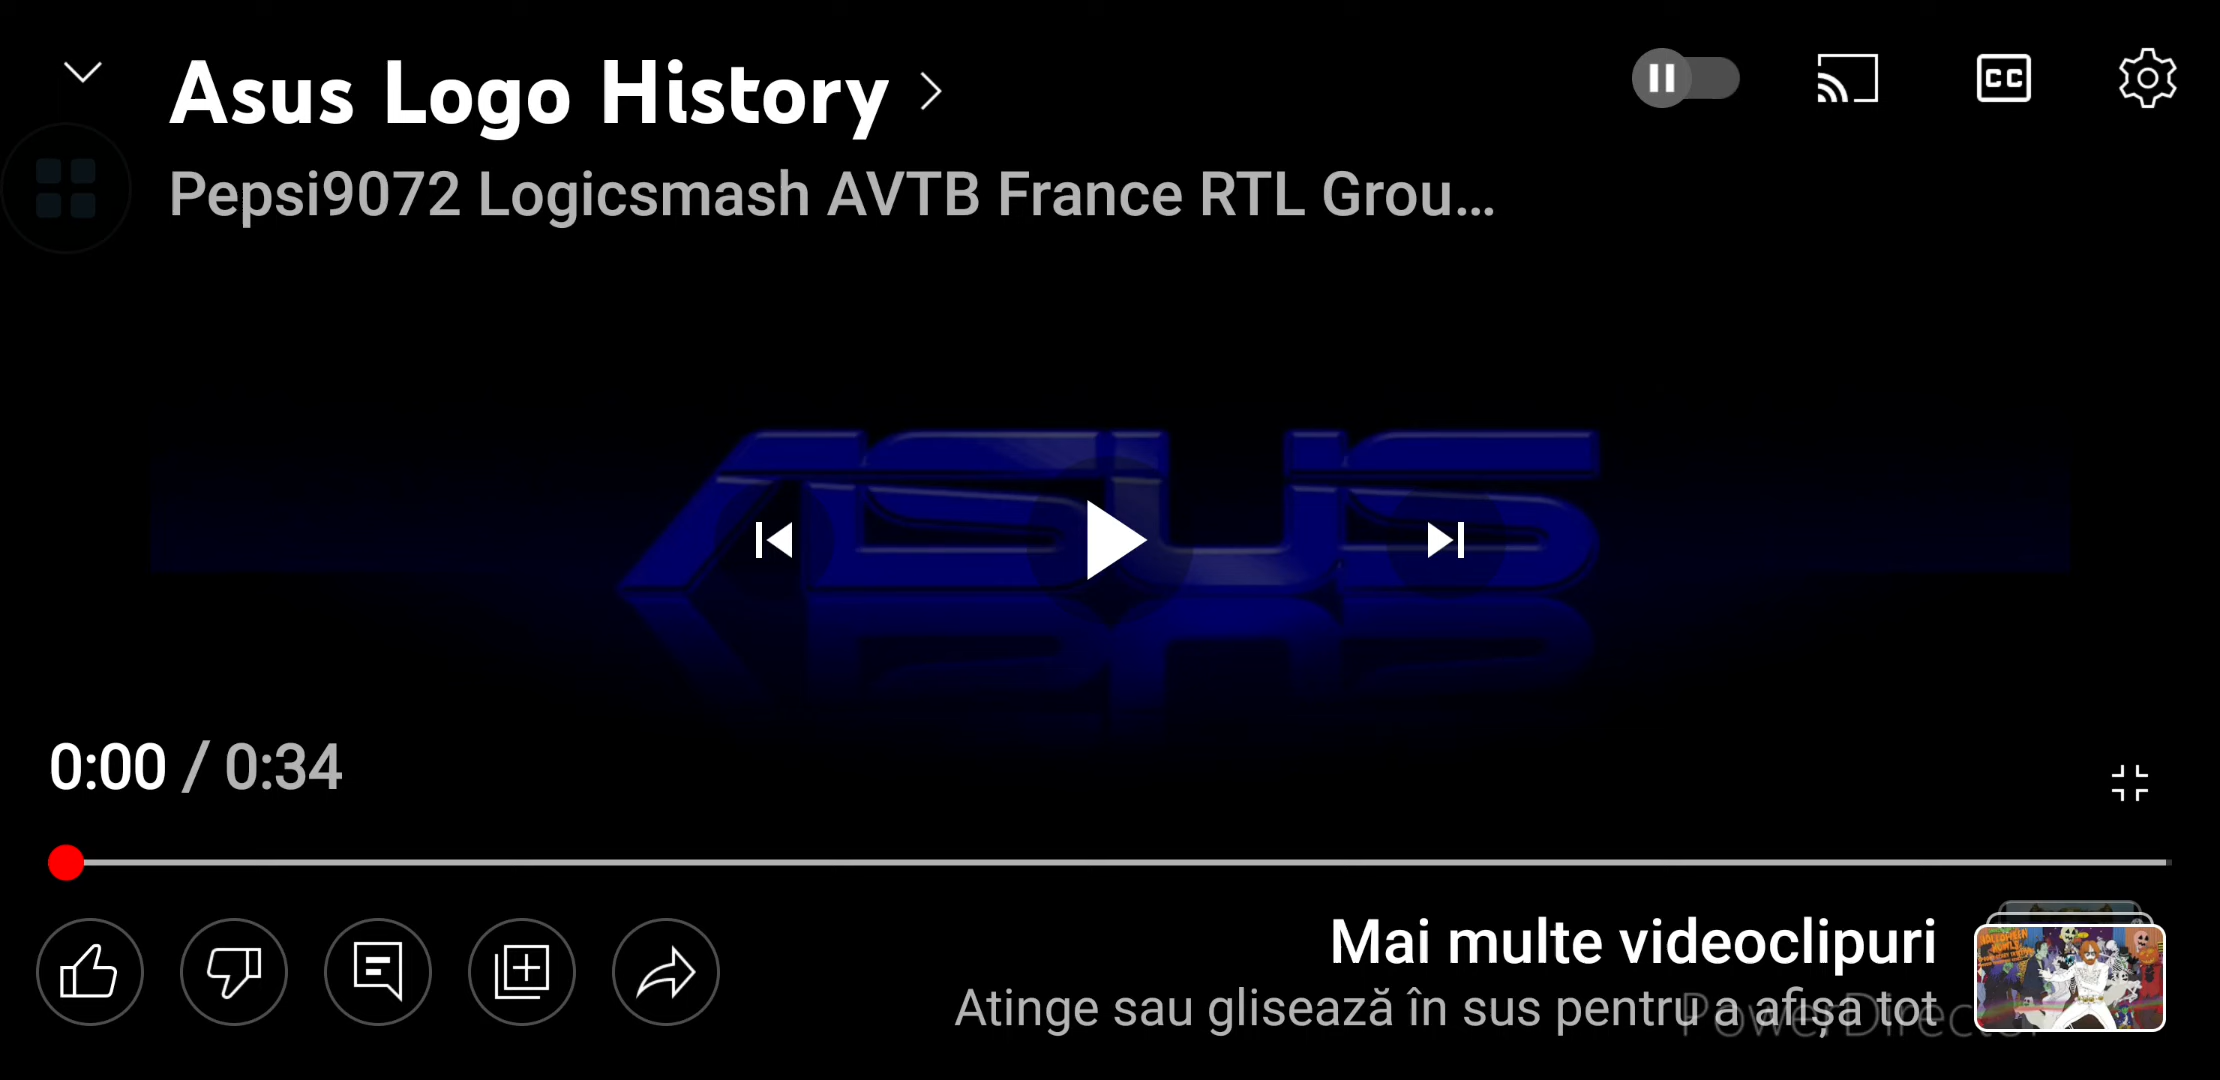 Asus Logo History
CC
Pepsi9072 Logicsmash AVTB France RTL Grou...
ASUS
0:00 / 0:34
Mai multe videoclipuri
Atinge sau glisează în sus pentru a afișa tot
PowerDirector